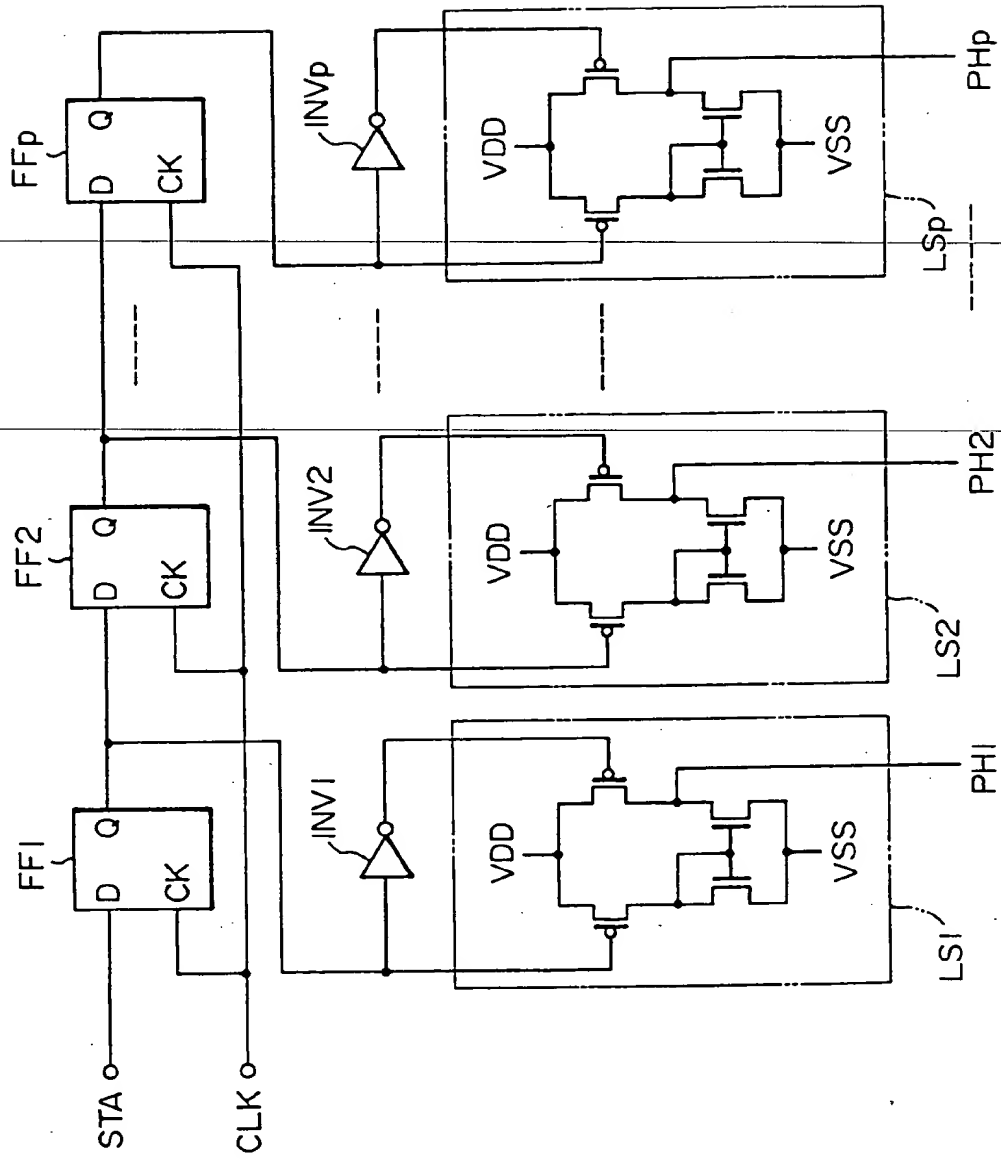 STA
CLK
FF1
D
Q
CK
FF2
D
Q
CK
FFp
D
Q
CK
INV1
INV2
INVp
VDD
VSS
LS1
PH1
VDD
VSS
LS2
PH2
VDD
VSS
LSp
PHp